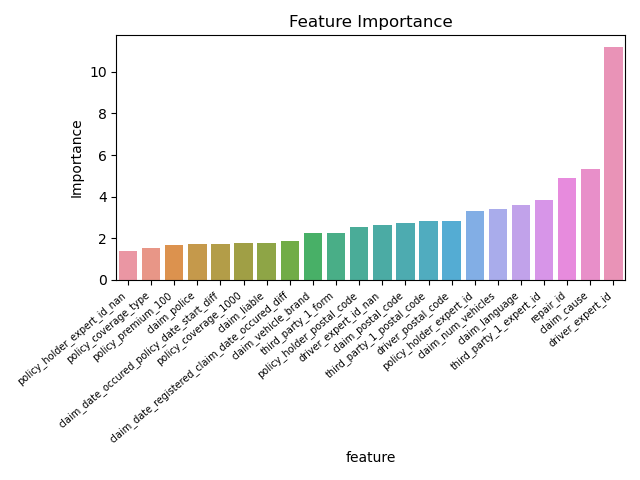 Feature Importance
Importance
10
8
6
4
2
0
policy_holder_expert_id_nan
policy_coverage_type
policy_premium_100
claim_police
claim_date_occured_policy_date_start_diff
policy_coverage_1000
claim_liable
claim_date_registered_claim_date_occured_diff
claim_vehicle_brand
third_party_1_form
policy_holder_postal_code
driver_expert_id_nan
claim_postal_code
third_party_1_postal_code
driver_postal_code
policy_holder_expert_id
claim_num_vehicles
claim_language
third_party_1_expert_id
repair_id
claim_cause
driver_expert_id
feature